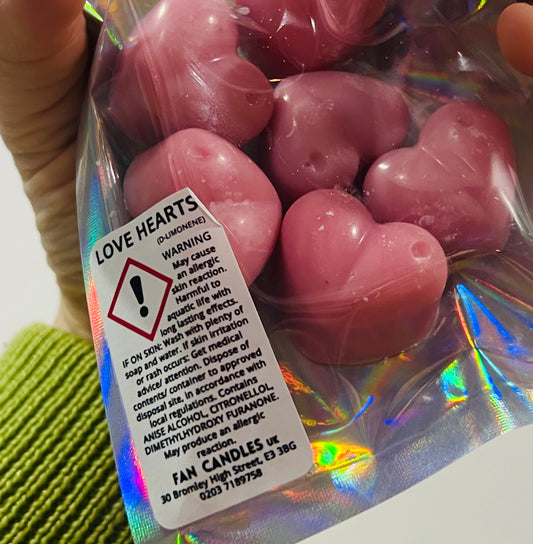 LOVE HEARTS
(D-LIMONENE)
WARNING
May cause
an allergic
skin reaction.
Harmful to
aquatic life with
long lasting effects.
IF ON SKIN: Wash with plenty of
soap and water. If skin irritation
or rash occurs: Get medical
advice/ attention. Dispose of
contents/ container to approved
disposal site, in accordance with
local regulations. Contains
ANISE ALCOHOL, CITRONELLOL,
DIMETHYLHYDROXY FURANONE.
May produce an allergic
reaction.
FAN CANDLES UK
30 Bromley High Street, E3 3BG
0203 7189758